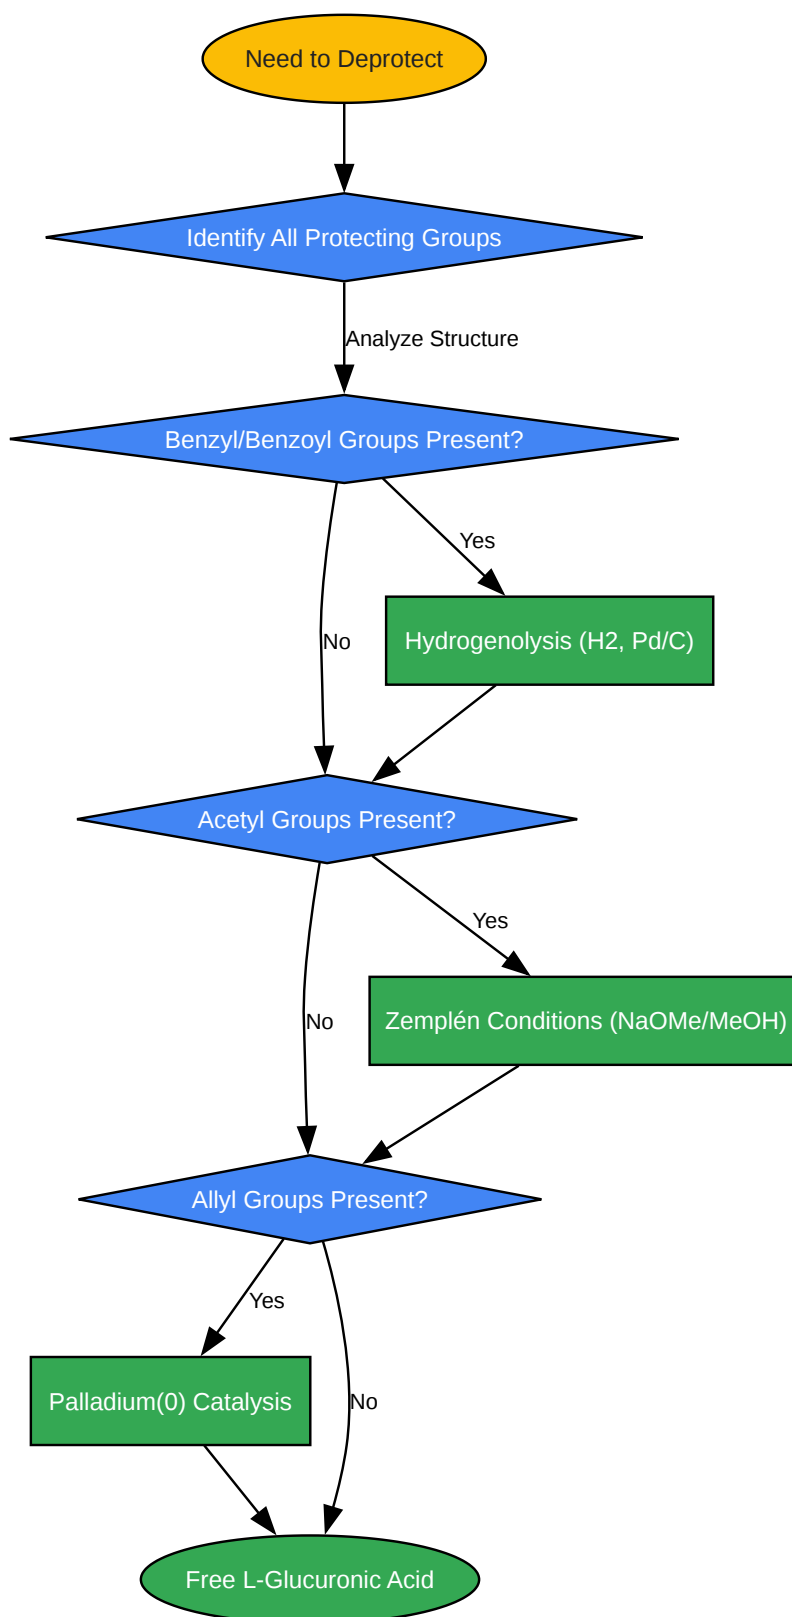 Need to Deprotect
Identify All Protecting Groups
Analyze Structure
Benzyl/Benzoyl Groups Present?
Yes
Hydrogenolysis (H2, Pd/C)
No
Acetyl Groups Present?
Yes
Zemplén Conditions (NaOMe/MeOH)
No
Allyl Groups Present?
Yes
Palladium(0) Catalysis
No
Free L-Glucuronic Acid